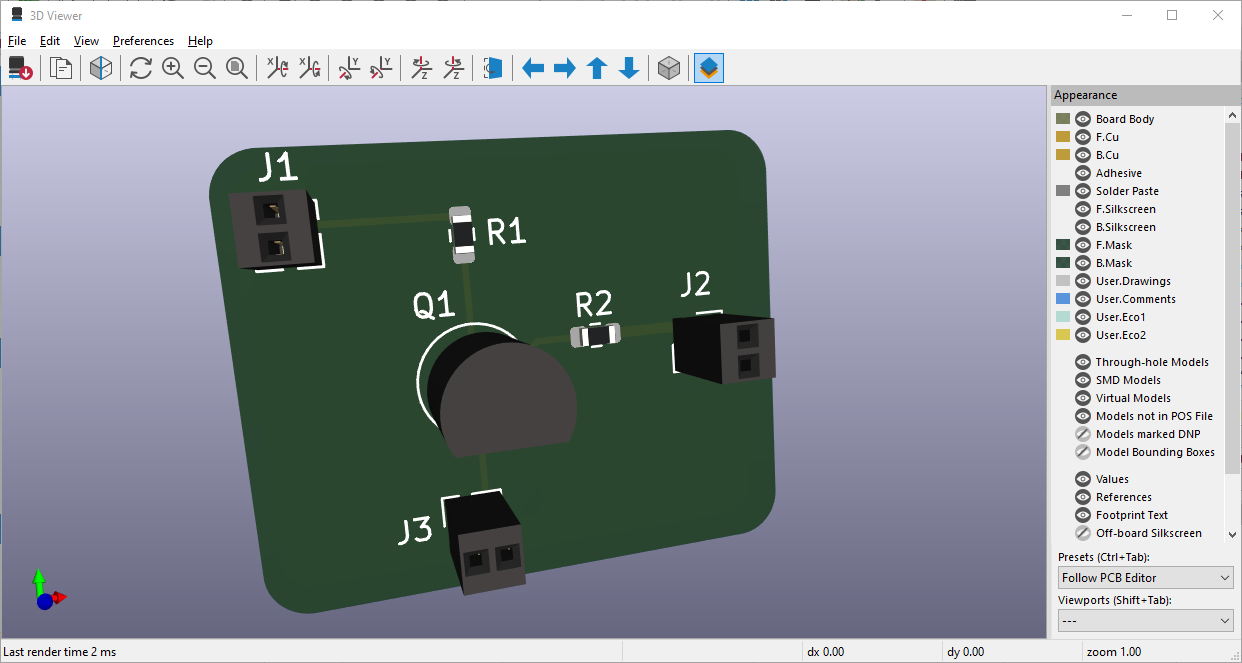 3D Viewer
File Edit View Preferences Help
Appearance
Board Body
F.Cu
B.Cu
Adhesive
Solder Paste
F.Silkscreen
B.Silkscreen
F.Mask
B.Mask
User.Drawings
User.Comments
User.Eco1
User.Eco2
Through-hole Models
SMD Models
Virtual Models
Models not in POS File
Models marked DNP
Model Bounding Boxes
Values
References
Footprint Text
Off-board Silkscreen
Presets (Ctrl+Tab):
Follow PCB Editor
Viewports (Shift+Tab):
---
J1
R1
Q1
R2
J2
J3
Last render time 2 ms
dx 0.00
dy 0.00
zoom 1.00